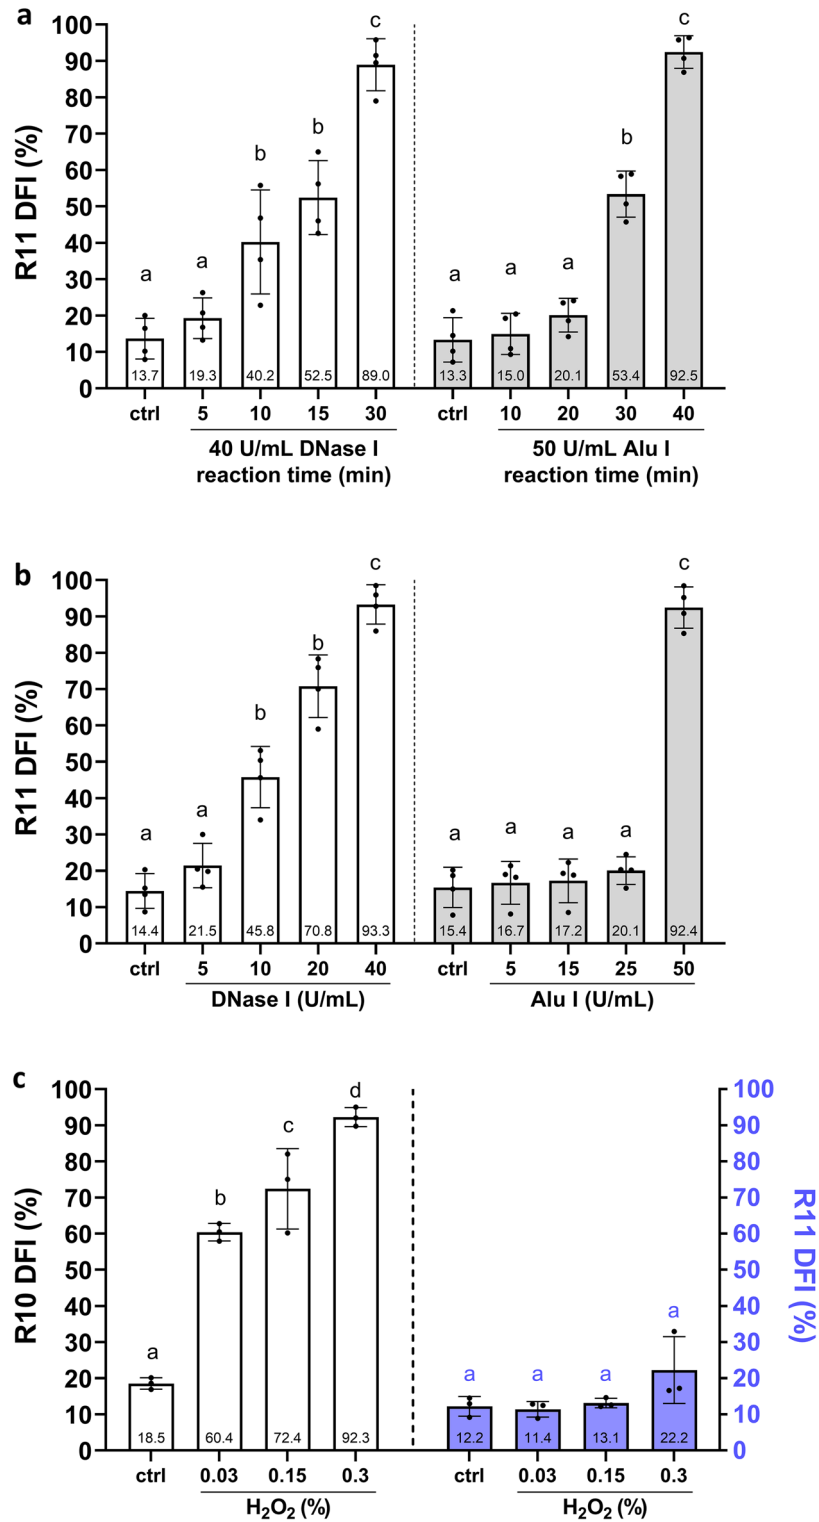 a
R11 DFI (%)
100
90
80
70
60
50
40
30
20
10
0
a a b b c a a a b c
13.7 19.3 40.2 52.5 89.0 13.3 15.0 20.1 53.4 92.5
ctrl 5 10 15 30 ctrl 10 20 30 40
40 U/mL DNase I
reaction time (min)
50 U/mL Alu I
reaction time (min)
b
R11 DFI (%)
100
90
80
70
60
50
40
30
20
10
0
a a b b c a a a a c
14.4 21.5 45.8 70.8 93.3 15.4 16.7 17.2 20.1 92.4
ctrl 5 10 20 40 ctrl 5 15 25 50
DNase I (U/mL) Alu I (U/mL)
c
R10 DFI (%)
100
90
80
70
60
50
40
30
20
10
0
a b c d a a a a
18.5 60.4 72.4 92.3 12.2 11.4 13.1 22.2
ctrl 0.03 0.15 0.3 ctrl 0.03 0.15 0.3
H₂O₂ (%) H₂O₂ (%)
100
90
80
70
60
50
40
30
20
10
0
R11 DFI (%)